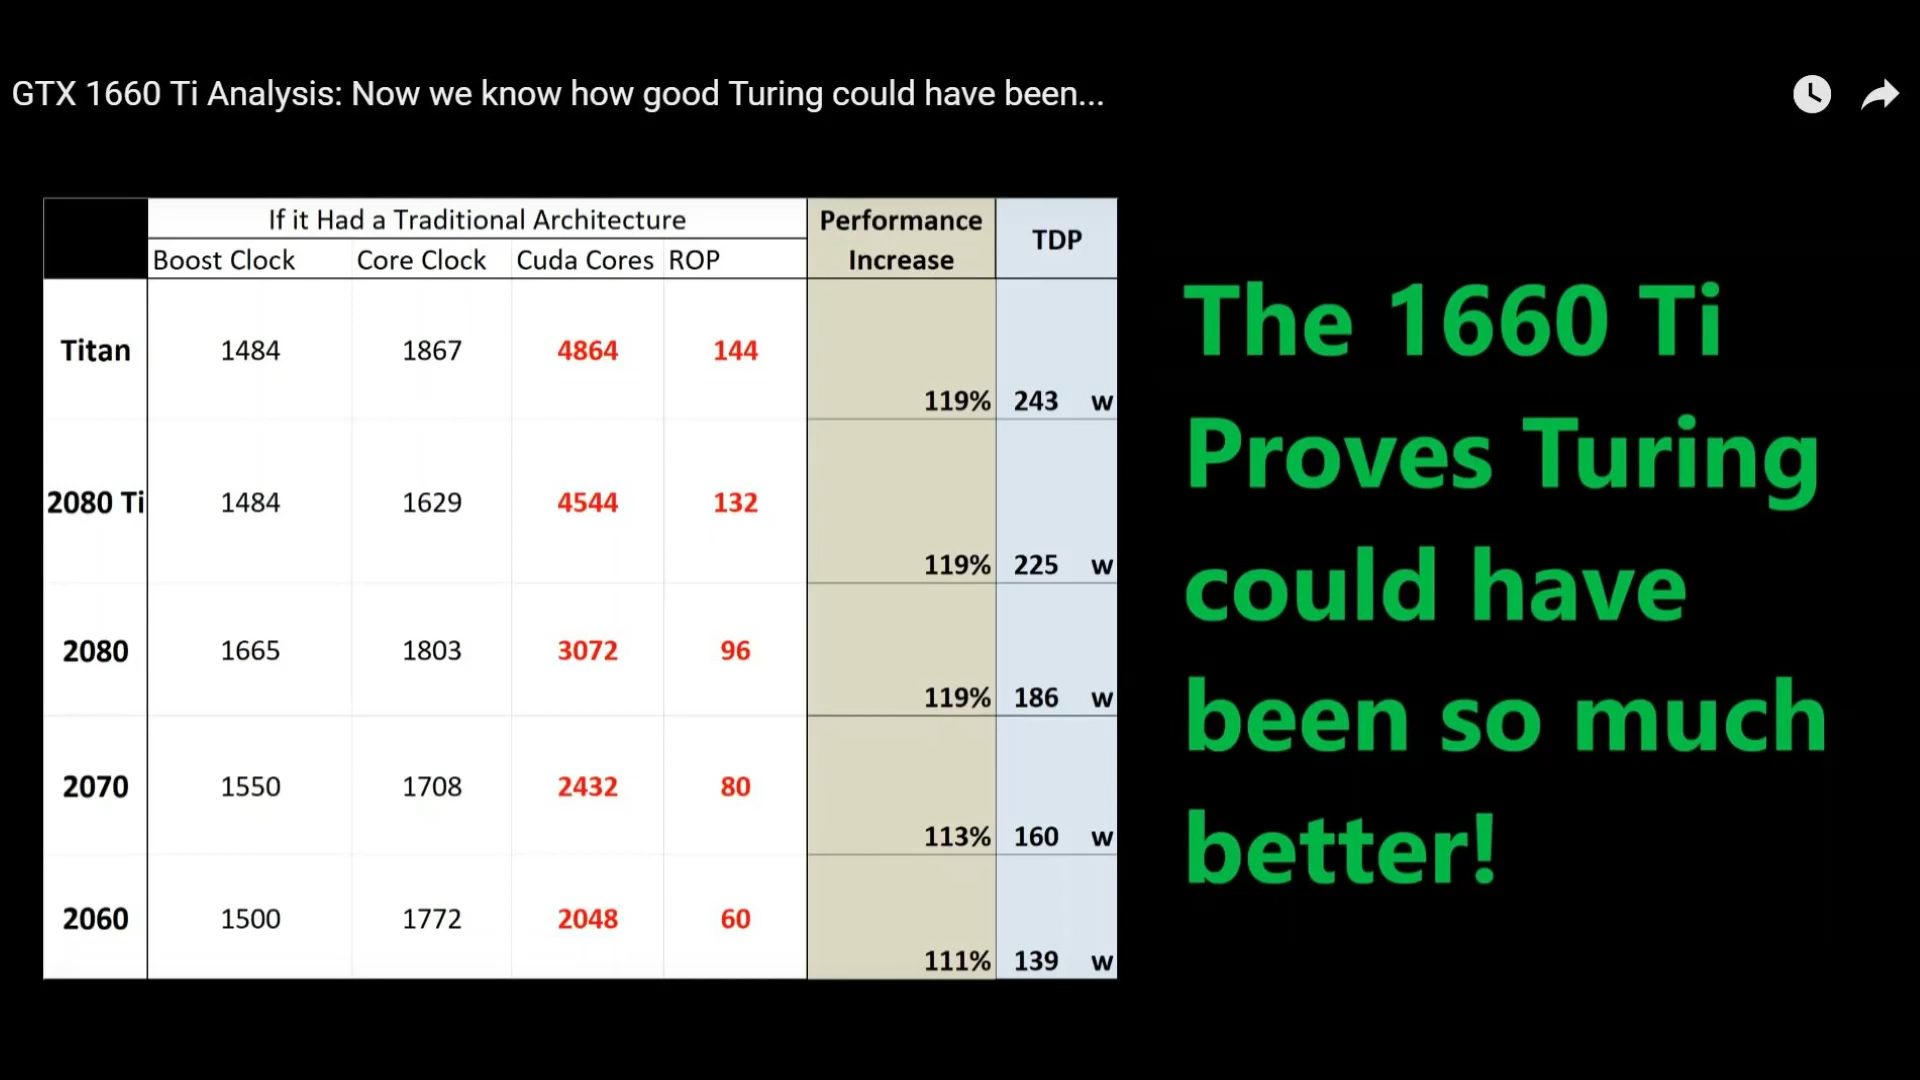 GTX 1660 Ti Analysis: Now we know how good Turing could have been...
If it Had a Traditional Architecture Performance Increase TDP
Boost Clock Core Clock Cuda Cores ROP
Titan 1484 1867 4864 144 119% 243 w
2080 Ti 1484 1629 4544 132 119% 225 w
2080 1665 1803 3072 96 119% 186 w
2070 1550 1708 2432 80 113% 160 w
2060 1500 1772 2048 60 111% 139 w
The 1660 Ti
Proves Turing
could have
been so much
better!